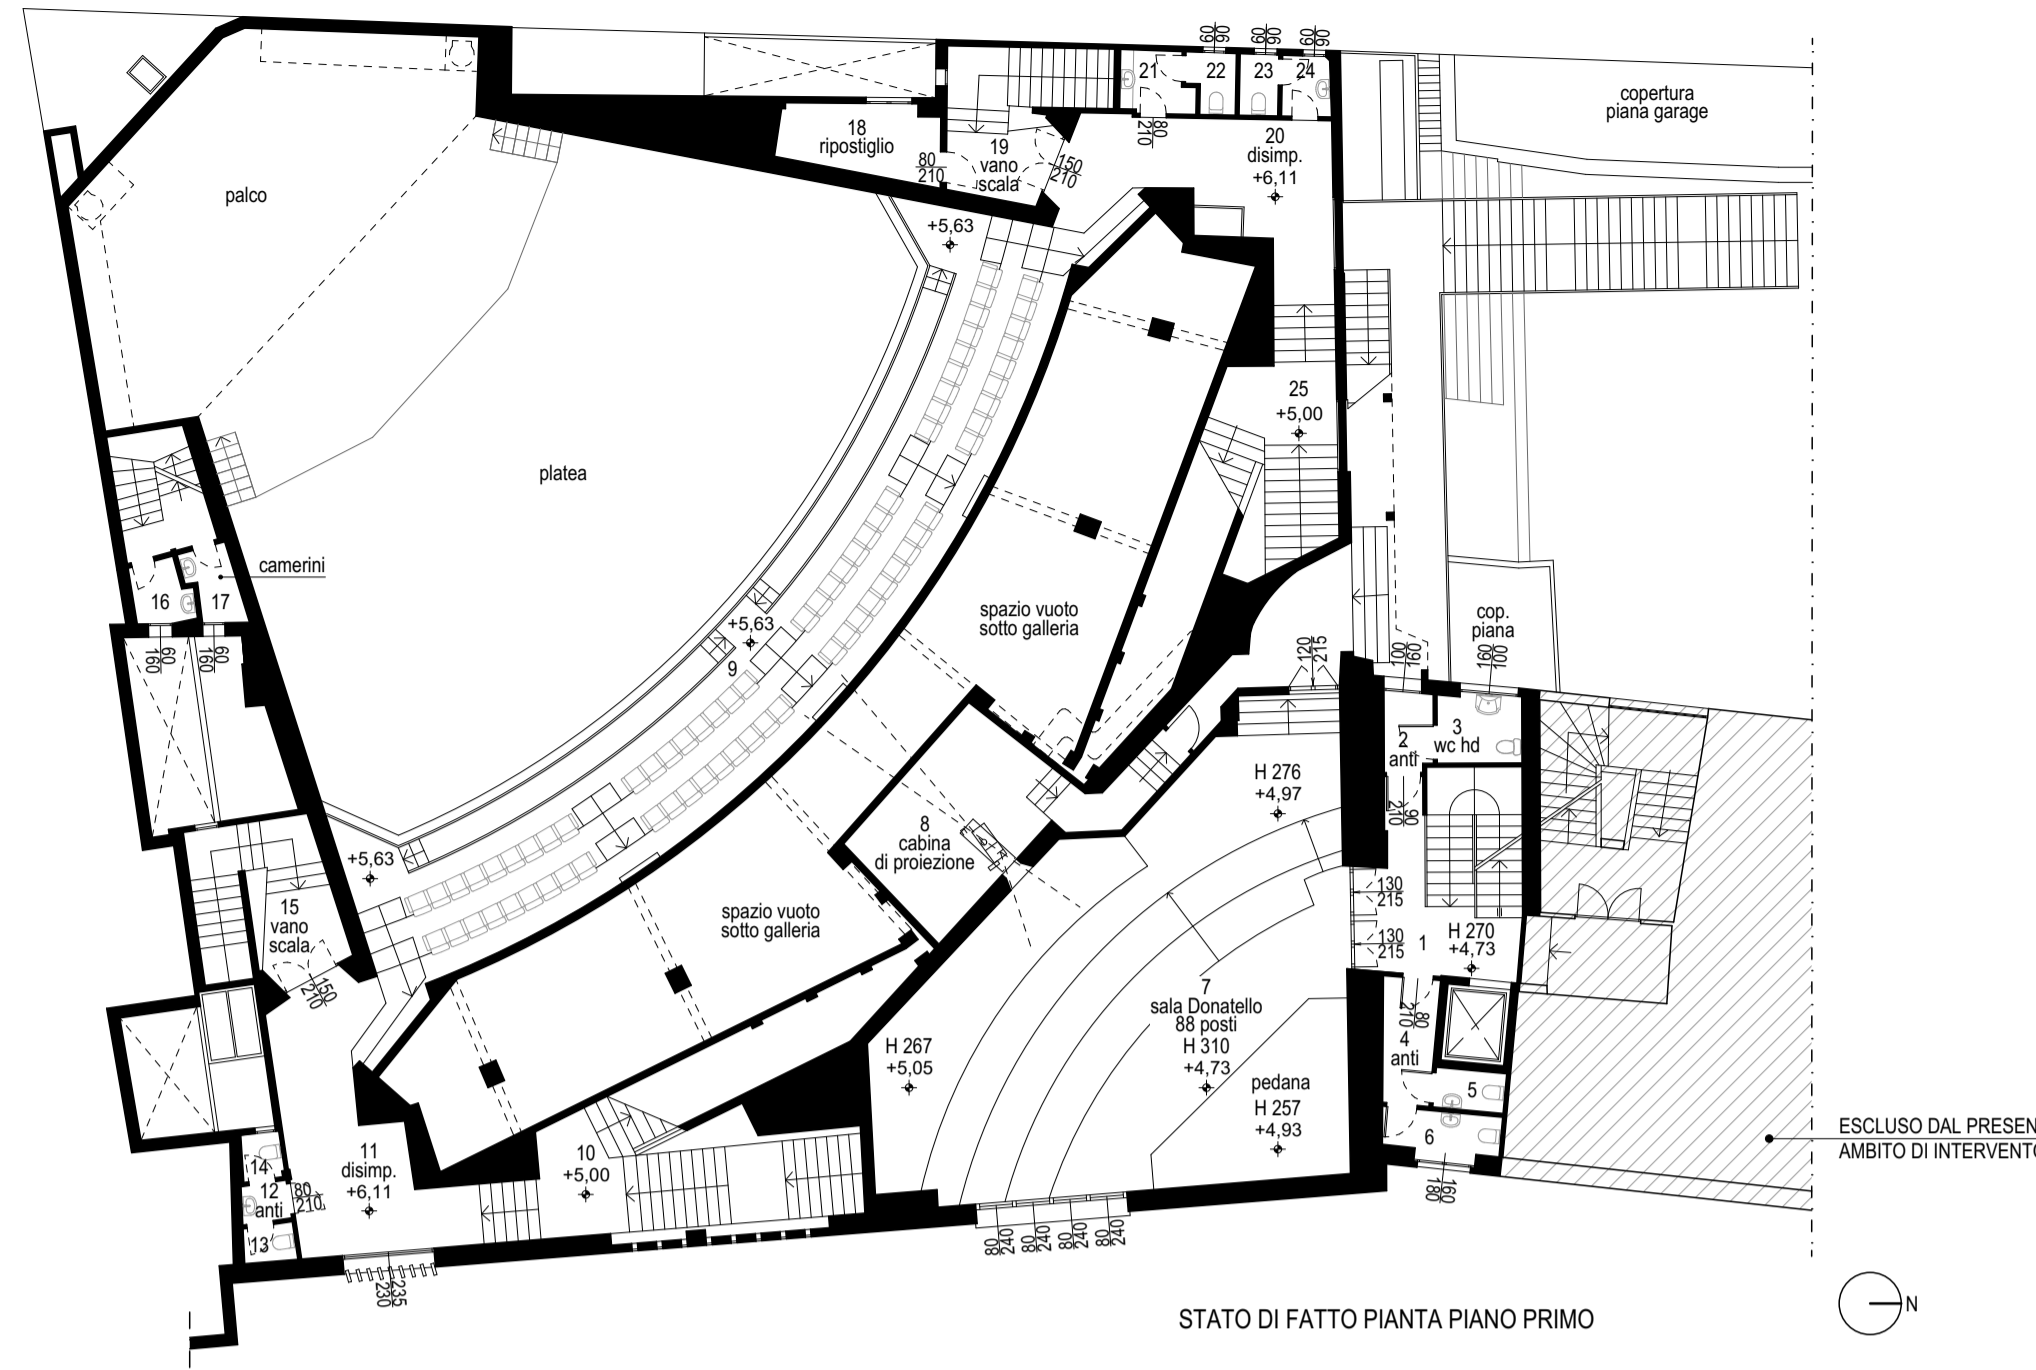 60
90
60
90
60
90
copertura
piana garage
21
22
23
24
18
ripostiglio
80
210
19
vano
scala
150
210
80
210
20
disimp.
+6,11
palco
+5,63
25
+5,00
platea
camerini
16
17
60
160
60
160
spazio vuoto
sotto galleria
+5,63
9
cop.
piana
120
215
100
160
160
100
2
anti
3
wc hd
H 276
+4,97
90
210
8
cabina
di proiezione
+5,63
15
vano
scala
150
210
spazio vuoto
sotto galleria
130
215
130
215
1
H 270
+4,73
7
sala Donatello
88 posti
H 310
+4,73
80
210
4
anti
H 267
+5,05
pedana
H 257
+4,93
5
6
160
180
ESCLUSO DAL PRESEN
AMBITO DI INTERVENTO
11
disimp.
+6,11
10
+5,00
14
12
anti
80
210
13
235
230
80
240
80
240
80
240
80
240
STATO DI FATTO PIANTA PIANO PRIMO
N